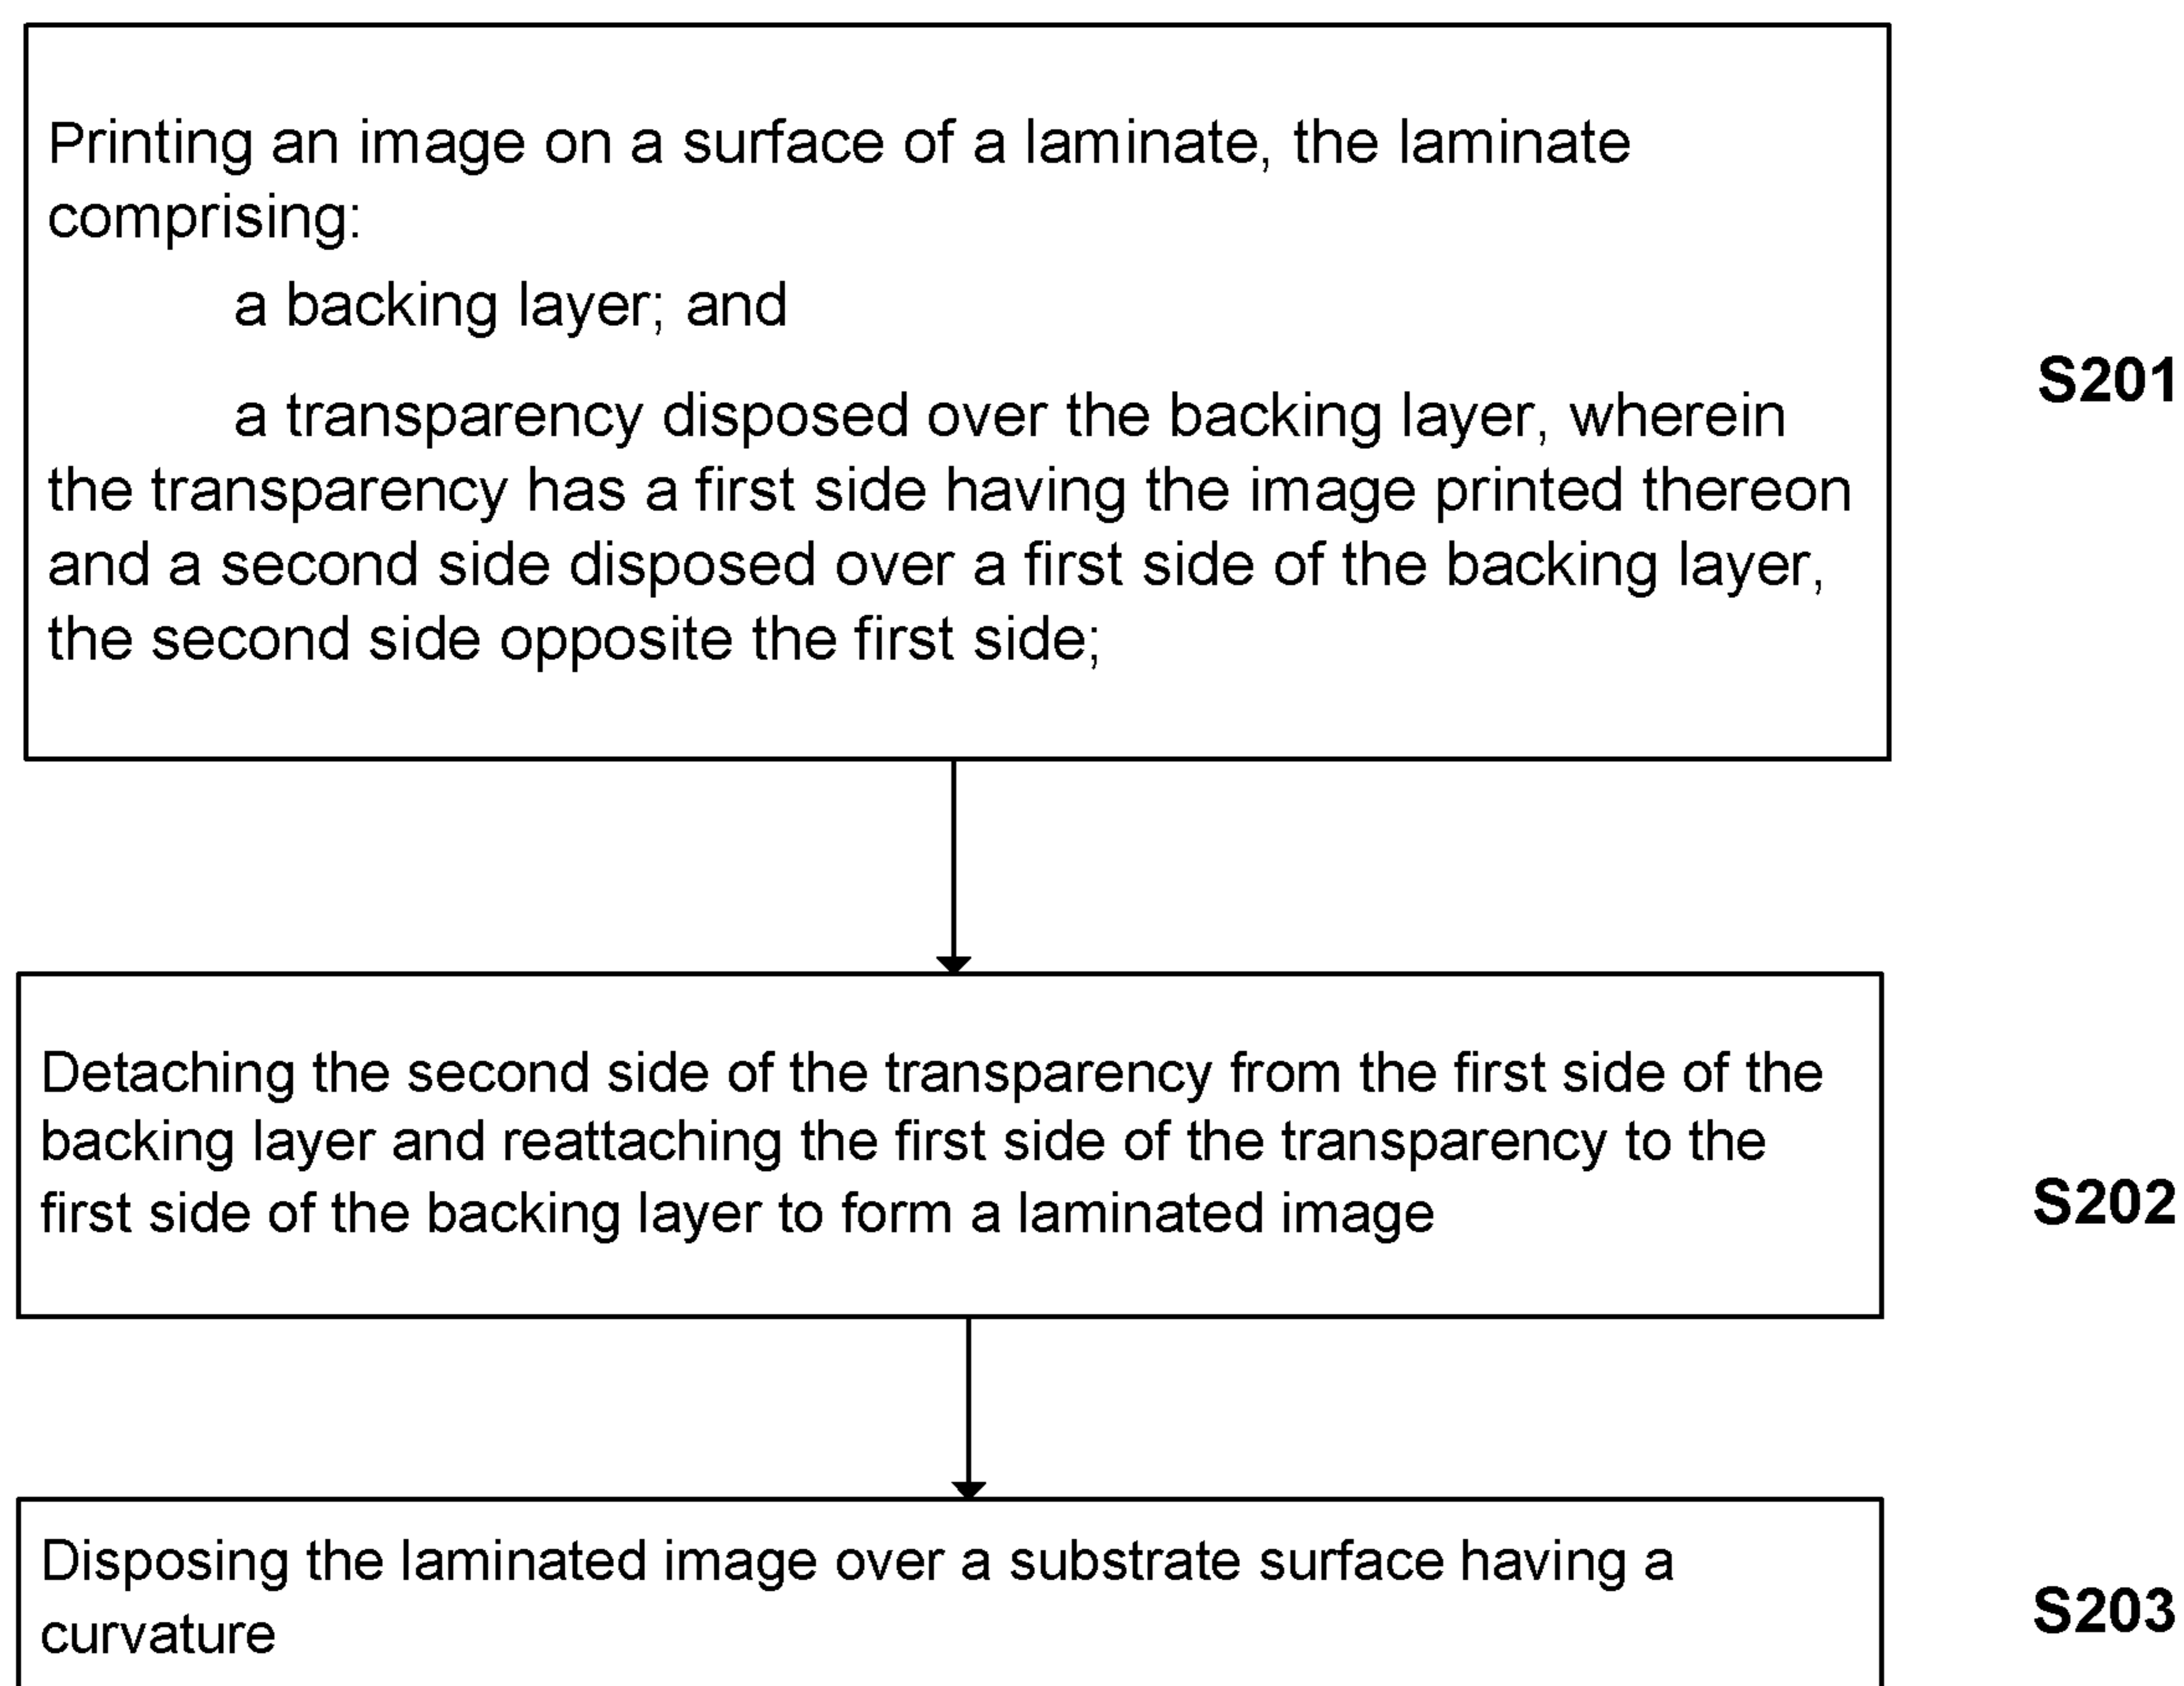 Printing an image on a surface of a laminate, the laminate
comprising:
a backing layer; and
a transparency disposed over the backing layer, wherein
the transparency has a first side having the image printed thereon
and a second side disposed over a first side of the backing layer,
the second side opposite the first side;
S201
Detaching the second side of the transparency from the first side of the
backing layer and reattaching the first side of the transparency to the
first side of the backing layer to form a laminated image
S202
Disposing the laminated image over a substrate surface having a
curvature
S203